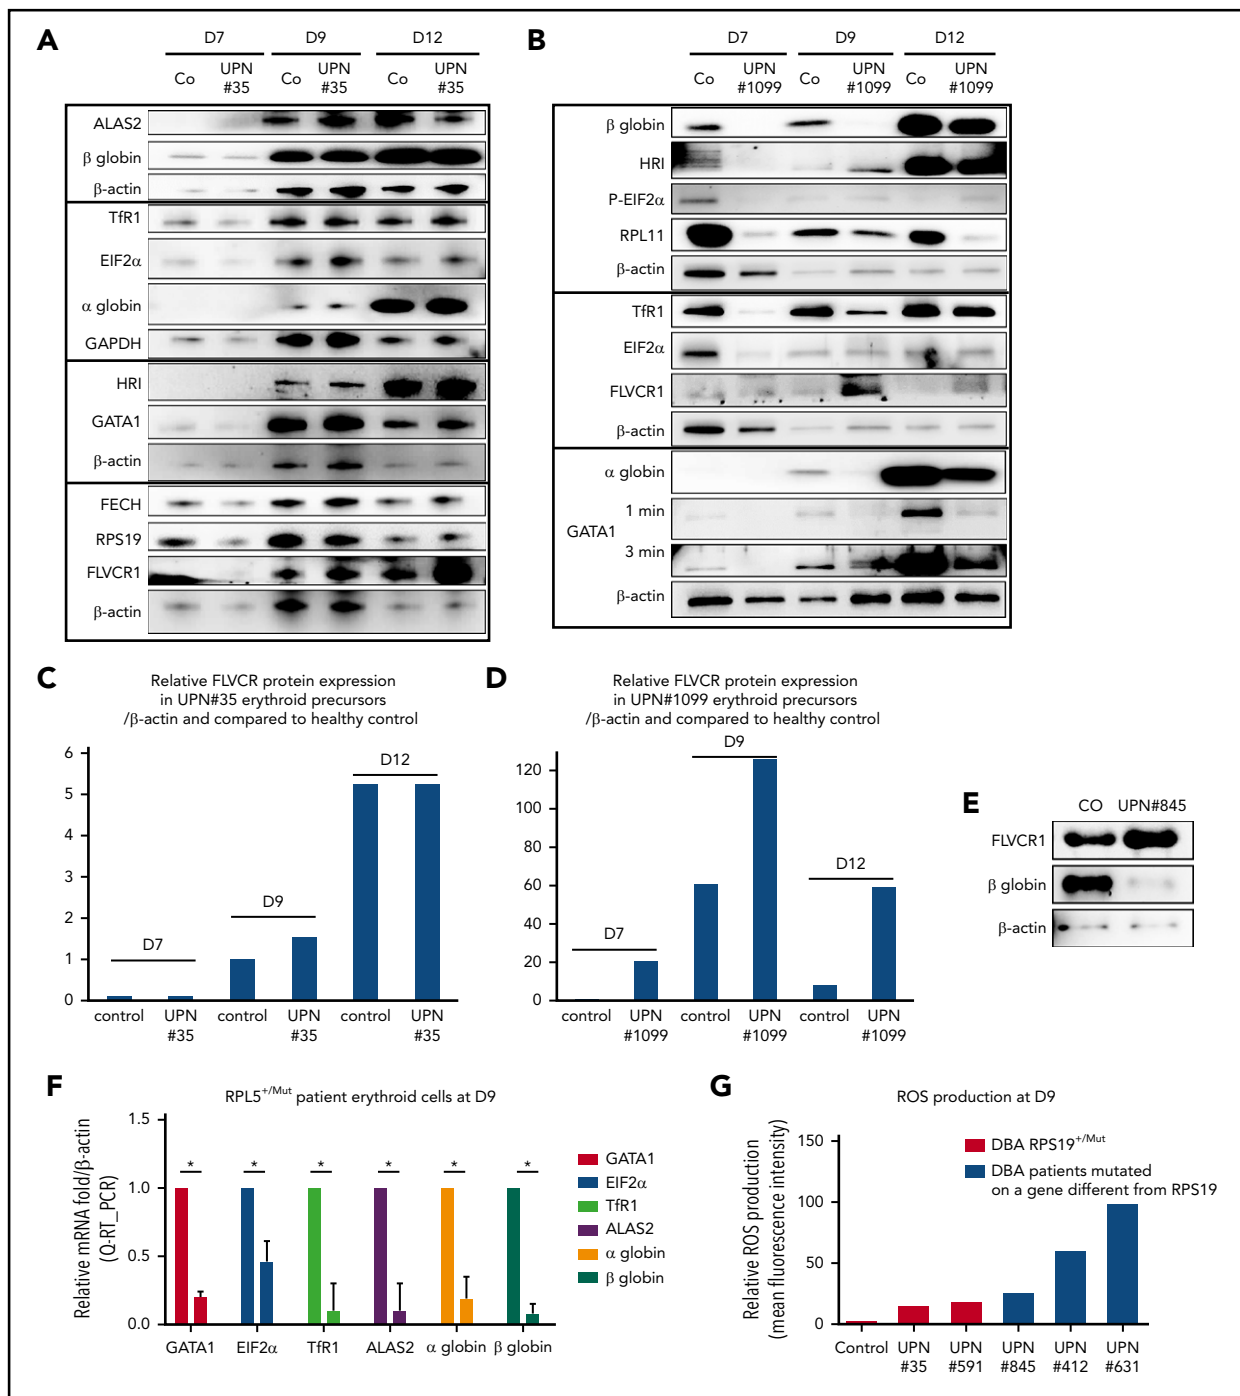 A
D7 D9 D12
Co UPN #35 Co UPN #35 Co UPN #35
ALAS2
β globin
β-actin
TfR1
EIF2α
α globin
GAPDH
HRI
GATA1
β-actin
FECH
RPS19
FLVCR1
β-actin
B
D7 D9 D12
Co UPN #1099 Co UPN #1099 Co UPN #1099
β globin
HRI
P-EIF2α
RPL11
β-actin
TfR1
EIF2α
FLVCR1
β-actin
α globin
1 min
GATA1
3 min
β-actin
C
Relative FLVCR protein expression
in UPN#35 erythroid precursors
/β-actin and compared to healthy control
6
5
4
3
2
1
0
D7
D9
D12
control UPN #35 control UPN #35 control UPN #35
D
Relative FLVCR protein expression
in UPN#1099 erythroid precursors
/β-actin and compared to healthy control
120
100
80
60
40
20
0
D7
D9
D12
control UPN #1099 control UPN #1099 control UPN #1099
E
CO UPN#845
FLVCR1
β globin
β-actin
F
RPL5+/Mut patient erythroid cells at D9
Relative mRNA fold/β-actin
(Q-RT_PCR)
1.5
1.0
0.5
0.0
* * * * * *
GATA1 EIF2α TfR1 ALAS2 α globin β globin
GATA1
EIF2α
TfR1
ALAS2
α globin
β globin
G
ROS production at D9
Relative ROS production
(mean fluorescence intensity)
150
100
50
0
DBA RPS19+/Mut
DBA patients mutated
on a gene different from RPS19
Control UPN #35 UPN #591 UPN #845 UPN #412 UPN #631